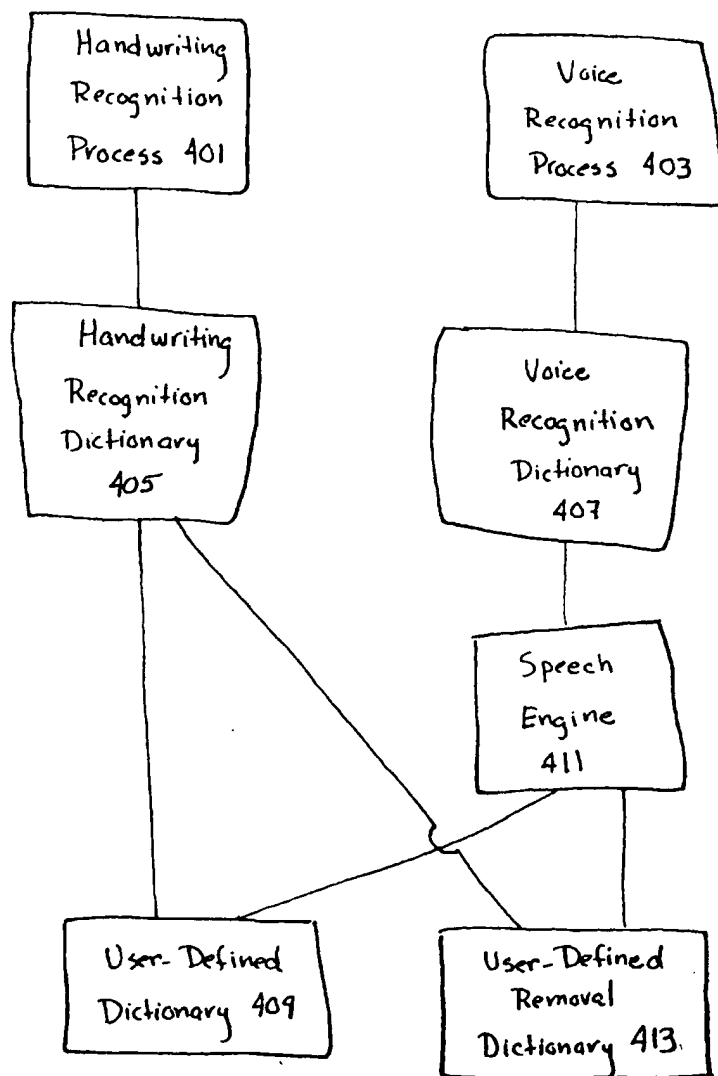 Handwriting
Recognition
Process 401
Voice
Recognition
Process 403
Handwriting
Recognition
Dictionary
405
Voice
Recognition
Dictionary
407
Speech
Engine
411
User-Defined
Dictionary 409
User-Defined
Removal
Dictionary 413